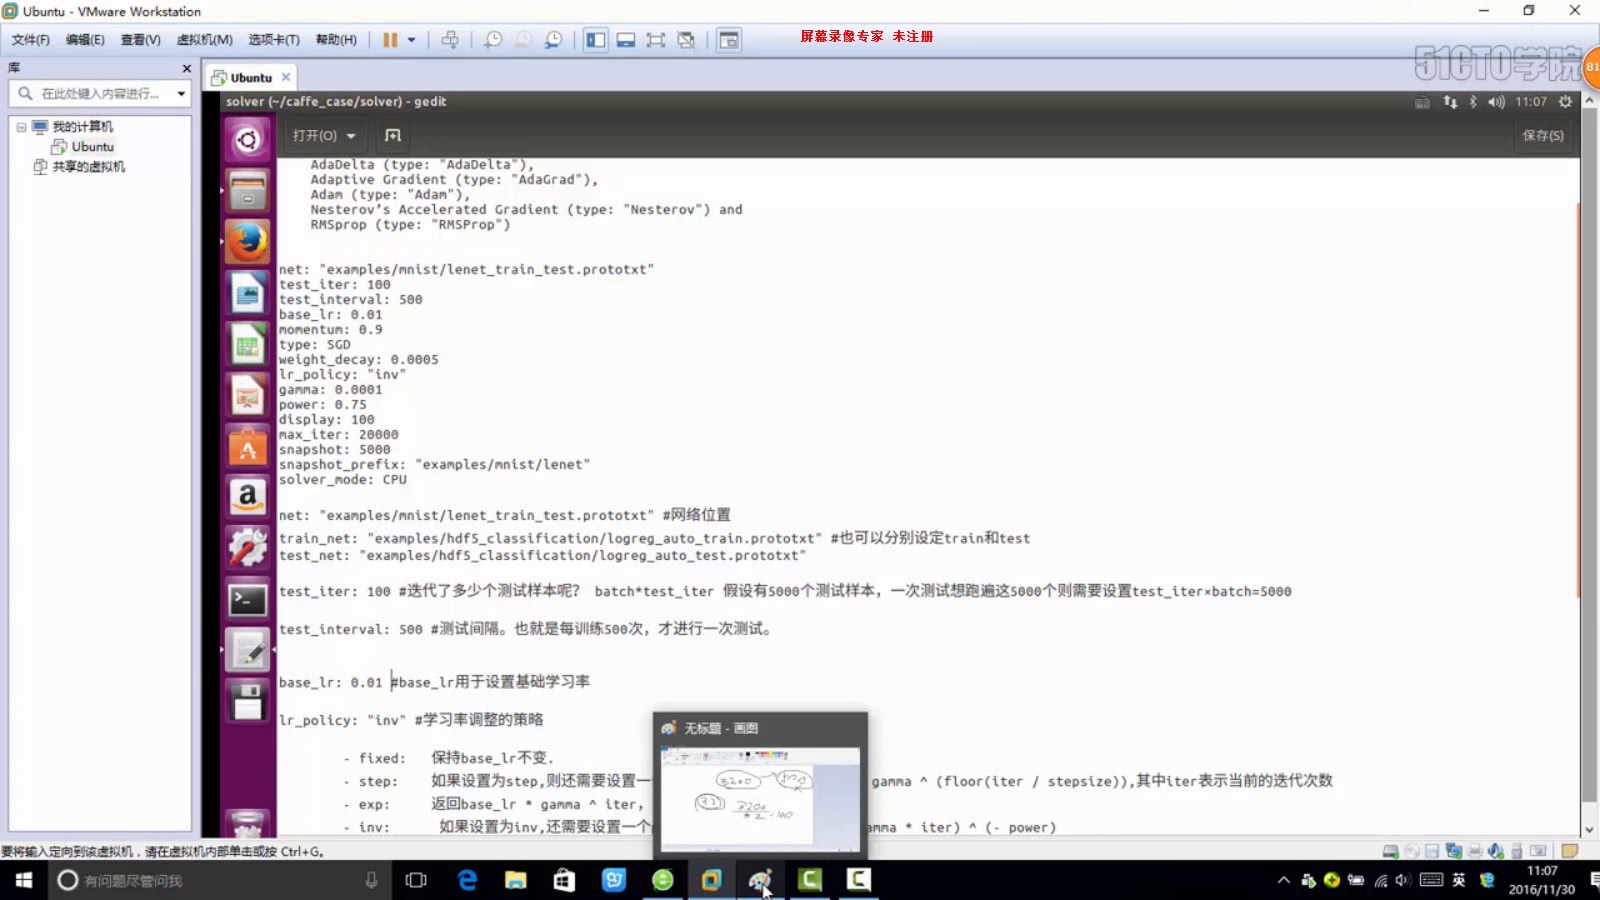 Ubuntu - VMware Workstation
文件(F) 编辑(E) 查看(V) 虚拟机(M) 选项卡(T) 帮助(H)
屏幕录像专家 未注册
51CTO学院
81
库
在此处键入内容进行...
我的计算机
Ubuntu
共享的虚拟机
Ubuntu
solver (~/caffe_case/solver) - gedit
11:07
打开(O)
保存(S)
AdaDelta (type: "AdaDelta"),
Adaptive Gradient (type: "AdaGrad"),
Adam (type: "Adam"),
Nesterov’s Accelerated Gradient (type: "Nesterov") and
RMSprop (type: "RMSProp")
net: "examples/mnist/lenet_train_test.prototxt"
test_iter: 100
test_interval: 500
base_lr: 0.01
momentum: 0.9
type: SGD
weight_decay: 0.0005
lr_policy: "inv"
gamma: 0.0001
power: 0.75
display: 100
max_iter: 20000
snapshot: 5000
snapshot_prefix: "examples/mnist/lenet"
solver_mode: CPU
net: "examples/mnist/lenet_train_test.prototxt" #网络位置
train_net: "examples/hdf5_classification/logreg_auto_train.prototxt" #也可以分别设定train和test
test_net: "examples/hdf5_classification/logreg_auto_test.prototxt"
test_iter: 100 #迭代了多少个测试样本呢? batch*test_iter 假设有5000个测试样本，一次测试想跑遍这5000个则需要设置test_iter×batch=5000
test_interval: 500 #测试间隔。也就是每训练500次，才进行一次测试。
base_lr: 0.01 #base_lr用于设置基础学习率
lr_policy: "inv" #学习率调整的策略
- fixed: 保持base_lr不变.
- step: 如果设置为step,则还需要设置一 gamma ^ (floor(iter / stepsize)),其中iter表示当前的迭代次数
- exp: 返回base_lr * gamma ^ iter,
- inv: 如果设置为inv,还需要设置一个 amma * iter) ^ (- power)
无标题 - 画图
3200
32
要将输入定向到该虚拟机，请在虚拟机内部单击或按 Ctrl+G。
有问题尽管问我
英
11:07
2016/11/30